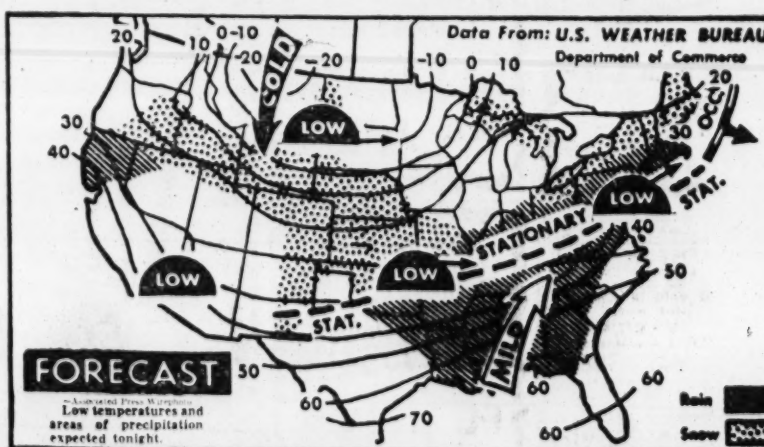 Data From: U.S. WEATHER BUREAU
Department of Commerce
20
10
0
-10
-20
COLD
-20
-10
0
10
20
OCC.
30
30
40
LOW
STAT.
LOW
40
STATIONARY
LOW
LOW
STAT.
50
MILD
FORECAST
—Associated Press Wirephoto
Low temperatures and
areas of precipitation
expected tonight.
50
60
70
60
60
60
Rain
Snow